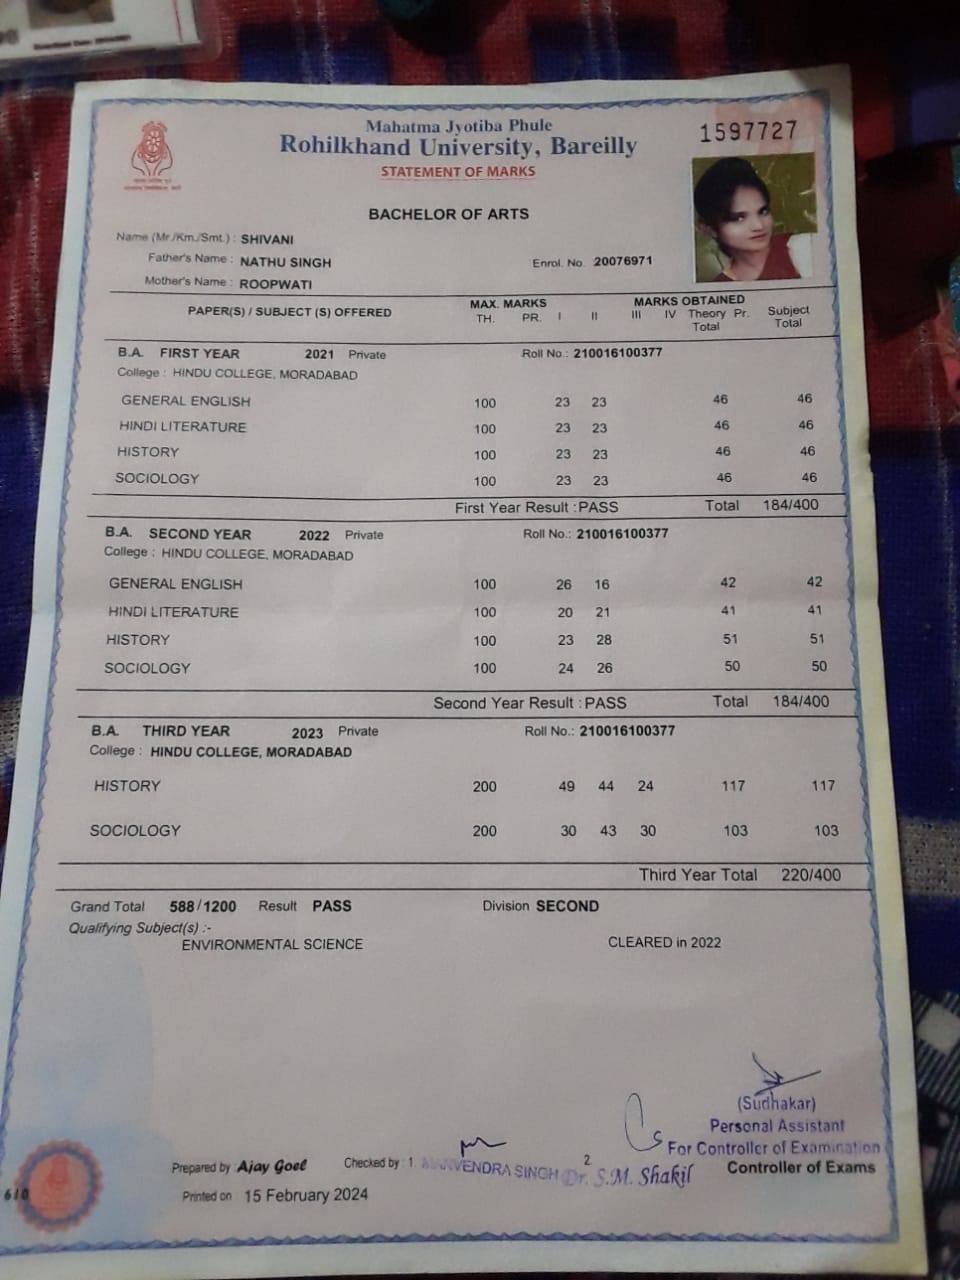 Mahatma Jyotiba Phule
Rohilkhand University, Bareilly
1597727
STATEMENT OF MARKS
BACHELOR OF ARTS
Name (Mr./Km./Smt.) : SHIVANI
Father's Name : NATHU SINGH
Enrol. No. 20076971
Mother's Name : ROOPWATI
PAPER(S) / SUBJECT (S) OFFERED MAX. MARKS MARKS OBTAINED Subject
TH. PR. I II III IV Theory Pr. Total
Total
B.A. FIRST YEAR 2021 Private Roll No.: 210016100377
College : HINDU COLLEGE, MORADABAD
GENERAL ENGLISH 100 23 23 46 46
HINDI LITERATURE 100 23 23 46 46
HISTORY 100 23 23 46 46
SOCIOLOGY 100 23 23 46 46
First Year Result : PASS Total 184/400
B.A. SECOND YEAR 2022 Private Roll No.: 210016100377
College : HINDU COLLEGE, MORADABAD
GENERAL ENGLISH 100 26 16 42 42
HINDI LITERATURE 100 20 21 41 41
HISTORY 100 23 28 51 51
SOCIOLOGY 100 24 26 50 50
Second Year Result : PASS Total 184/400
B.A. THIRD YEAR 2023 Private Roll No.: 210016100377
College : HINDU COLLEGE, MORADABAD
HISTORY 200 49 44 24 117 117
SOCIOLOGY 200 30 43 30 103 103
Third Year Total 220/400
Grand Total 588/1200 Result PASS Division SECOND
Qualifying Subject(s) :-
ENVIRONMENTAL SCIENCE CLEARED in 2022
(Sudhakar)
Personal Assistant
For Controller of Examination
Prepared by Ajay Goel Checked by : 1. MANVENDRA SINGH 2 Dr. S.M. Shakil Controller of Exams
Printed on 15 February 2024